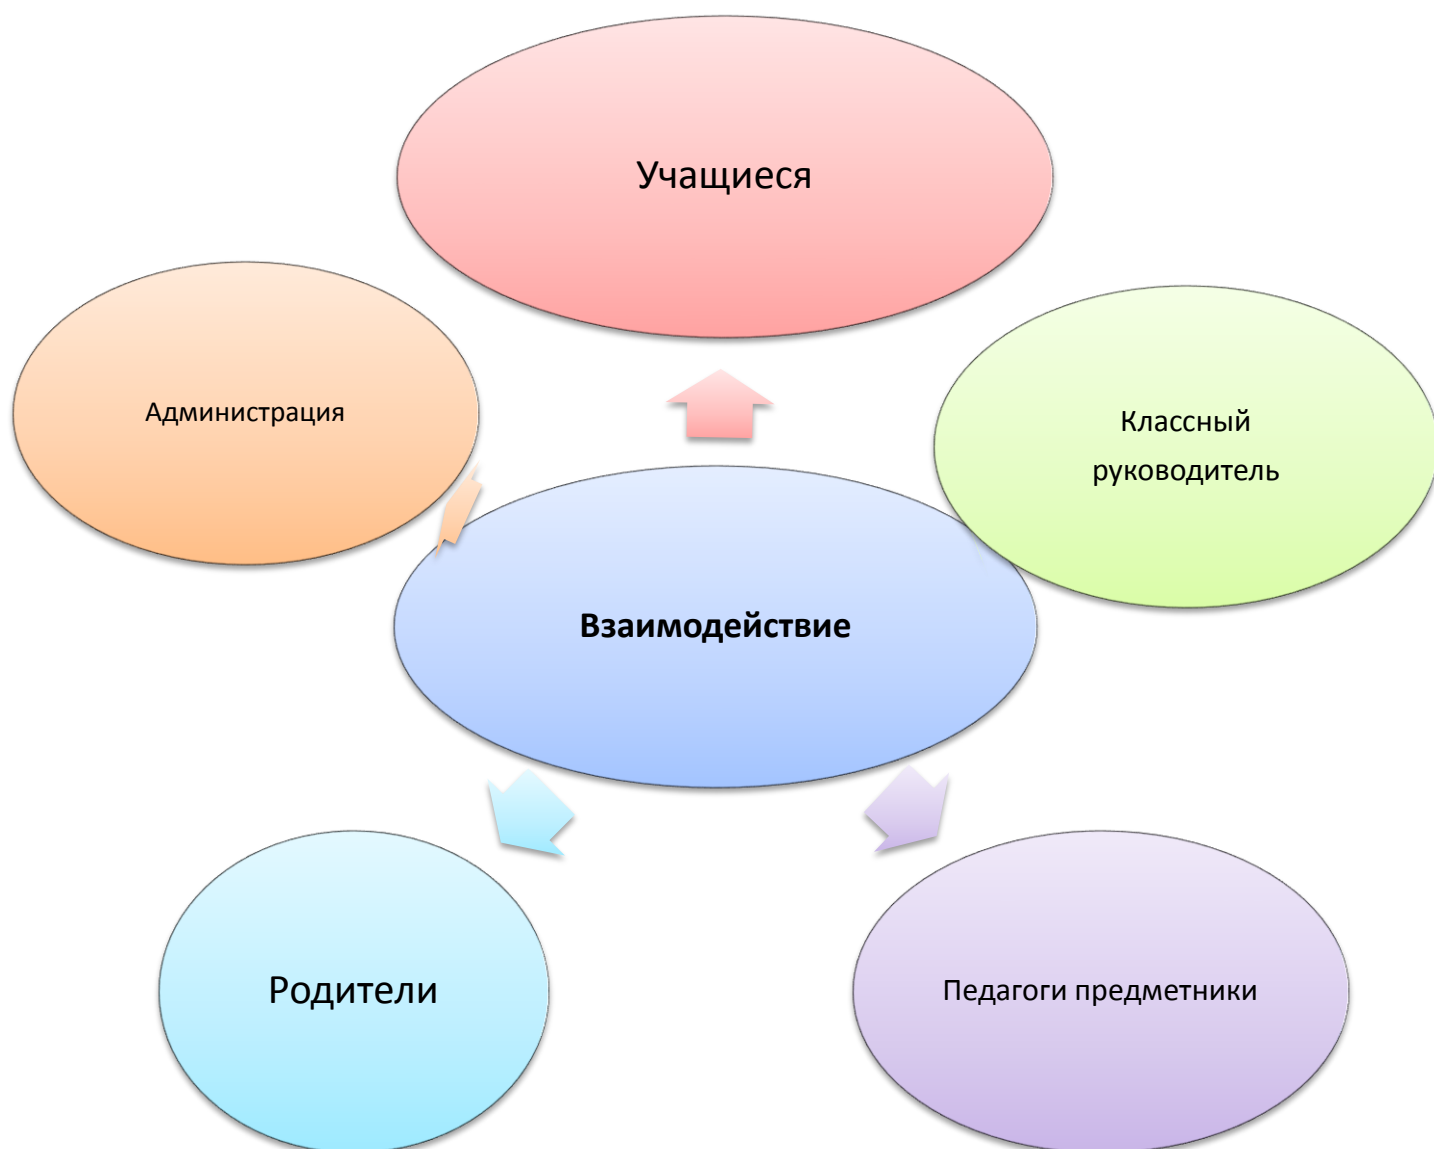 Учащиеся
Администрация
Классный
руководитель
Взаимодействие
Родители
Педагоги предметники